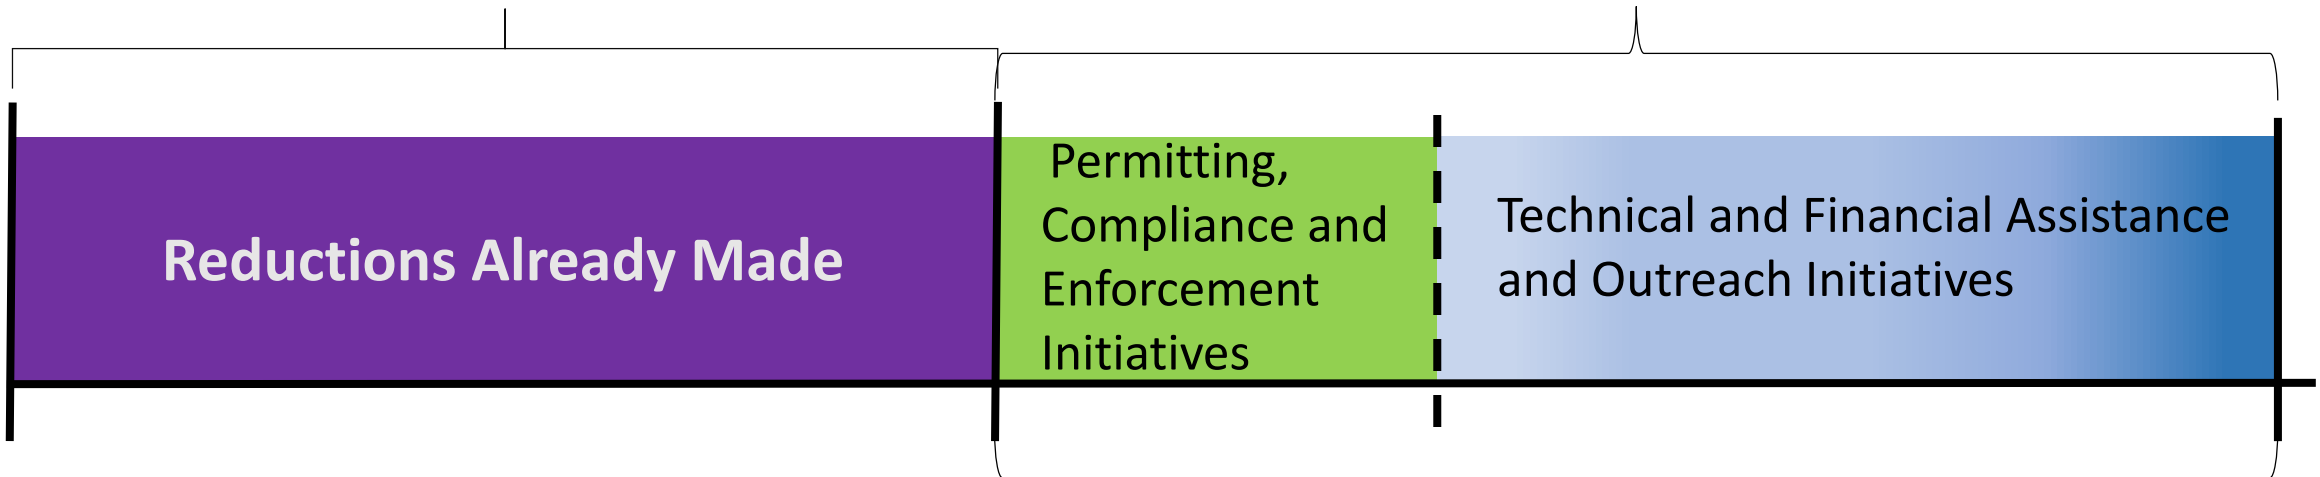 Reductions Already Made
Permitting,
Compliance and
Enforcement
Initiatives
Technical and Financial Assistance
and Outreach Initiatives